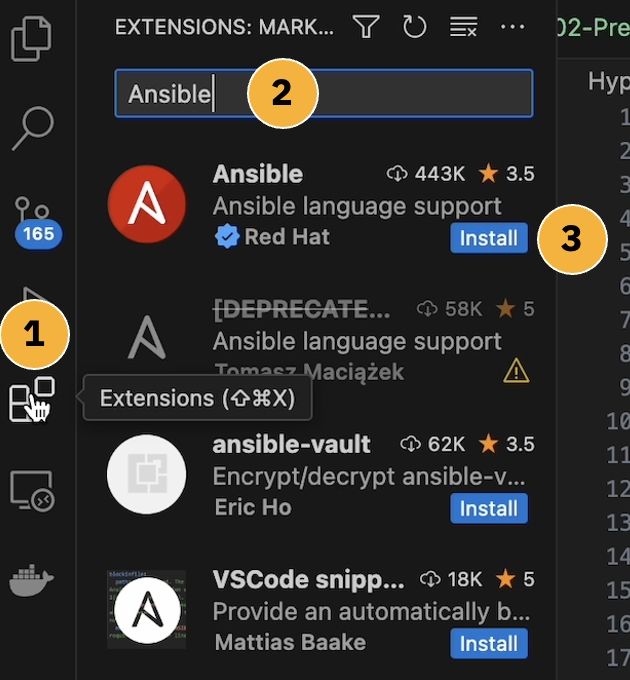 EXTENSIONS: MARK...
02-Pre
Ansible
2
Hyp
1
2
3
4
5
6
7
8
9
10
11
12
13
14
15
16
17
Ansible 443K 3.5
Ansible language support
Red Hat Install
3
165
1
[DEPRECATE... 58K 5
Ansible language support
Tomasz Maciążek
Extensions (⇧⌘X)
ansible-vault 62K 3.5
Encrypt/decrypt ansible-v...
Eric Ho Install
VSCode snipp... 18K 5
Provide an automatically b...
Mattias Baake Install